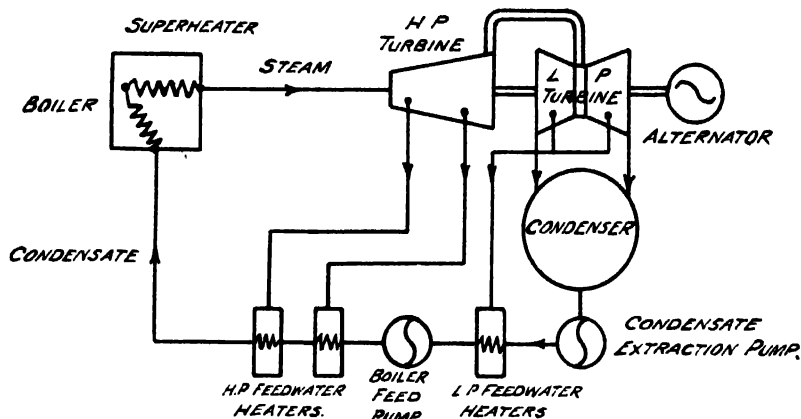 SUPERHEATER
H P
TURBINE
STEAM
BOILER
L P
TURBINE
ALTERNATOR
CONDENSER
CONDENSATE
CONDENSATE
EXTRACTION PUMP.
H.P FEEDWATER
HEATERS.
BOILER
FEED
PUMP
L P FEEDWATER
HEATERS